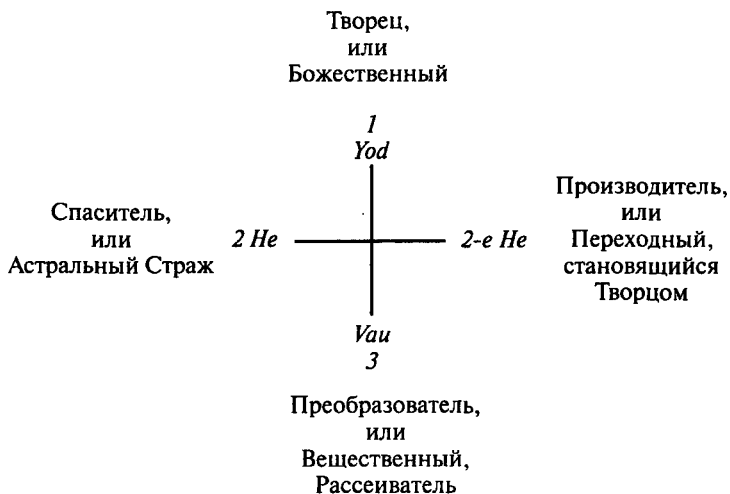 Творец,
или
Божественный
1
Yod
Спаситель,
или
Астральный Страж
2 He
2-е He
Производитель,
или
Переходный,
становящийся
Творцом
Vau
3
Преобразователь,
или
Вещественный,
Рассеиватель